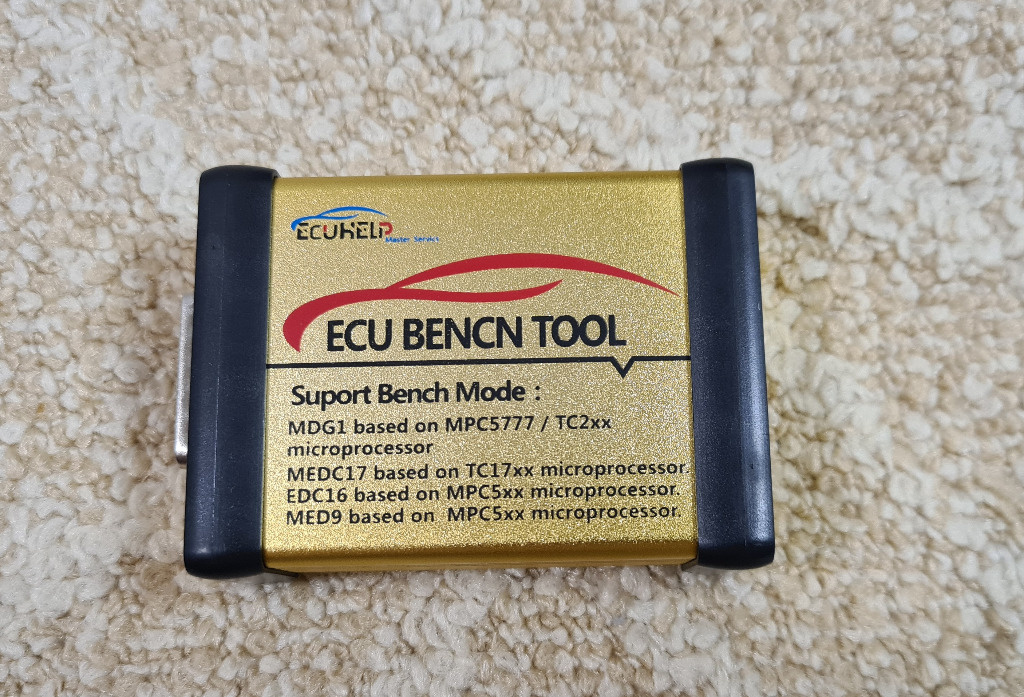 ECUHELP
Master Service
ECU BENCN TOOL
Suport Bench Mode :
MDG1 based on MPC5777 / TC2xx
microprocessor
MEDC17 based on TC17xx microprocessor.
EDC16 based on MPC5xx microprocessor.
MED9 based on MPC5xx microprocessor.